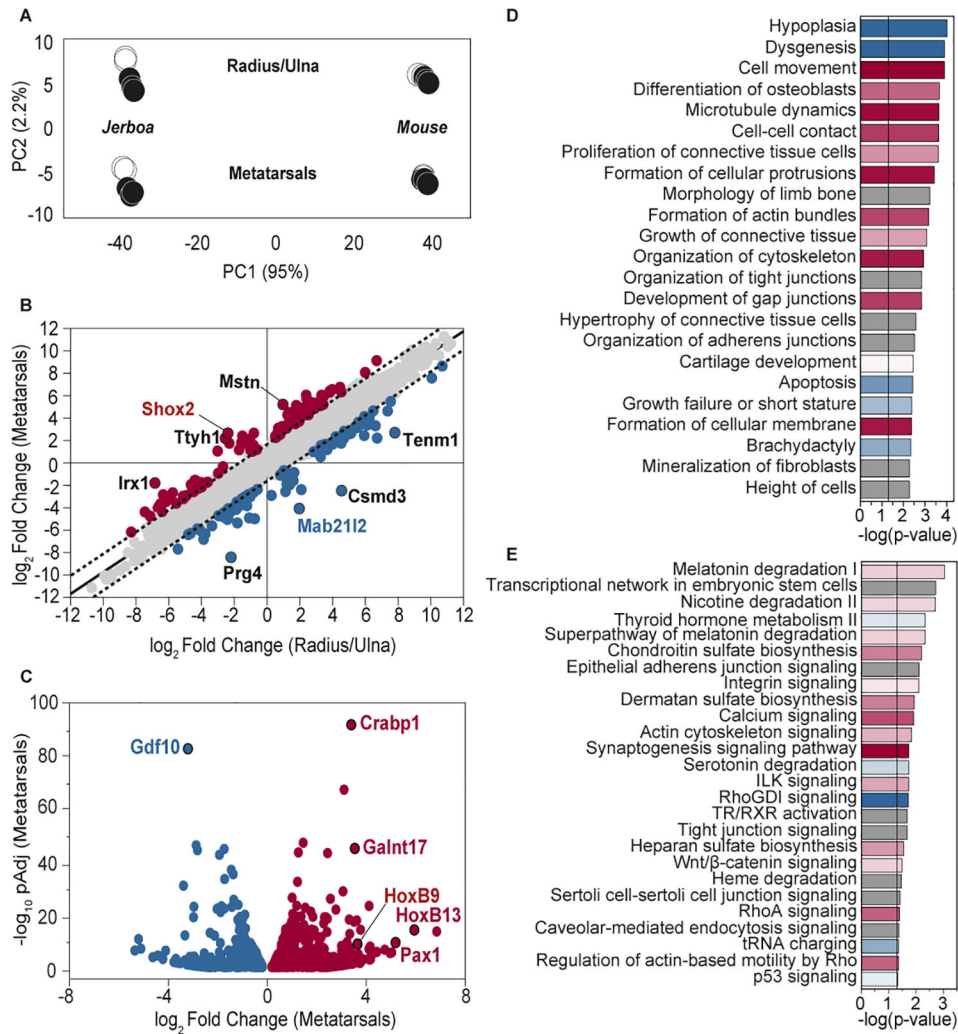 A
10
5
0
-5
-10
PC2 (2.2%)
Radius/Ulna
Jerboa
Mouse
Metatarsals
-40
-20
0
20
40
PC1 (95%)
B
12
10
8
6
4
2
0
-2
-4
-6
-8
-10
-12
log2 Fold Change (Metatarsals)
Mstn
Shox2
Ttyh1
Tenm1
Irx1
Csmd3
Mab21l2
Prg4
-12
-10
-8
-6
-4
-2
0
2
4
6
8
10
12
log2 Fold Change (Radius/Ulna)
C
100
80
60
40
20
0
-log10 pAdj (Metatarsals)
Crabp1
Gdf10
Galnt17
HoxB9
HoxB13
Pax1
-8
-4
0
4
8
log2 Fold Change (Metatarsals)
D
Hypoplasia
Dysgenesis
Cell movement
Differentiation of osteoblasts
Microtubule dynamics
Cell-cell contact
Proliferation of connective tissue cells
Formation of cellular protrusions
Morphology of limb bone
Formation of actin bundles
Growth of connective tissue
Organization of cytoskeleton
Organization of tight junctions
Development of gap junctions
Hypertrophy of connective tissue cells
Organization of adherens junctions
Cartilage development
Apoptosis
Growth failure or short stature
Formation of cellular membrane
Brachydactyly
Mineralization of fibroblasts
Height of cells
0 1 2 3 4
-log(p-value)
E
Melatonin degradation I
Transcriptional network in embryonic stem cells
Nicotine degradation II
Thyroid hormone metabolism II
Superpathway of melatonin degradation
Chondroitin sulfate biosynthesis
Epithelial adherens junction signaling
Integrin signaling
Dermatan sulfate biosynthesis
Calcium signaling
Actin cytoskeleton signaling
Synaptogenesis signaling pathway
Serotonin degradation
ILK signaling
RhoGDI signaling
TR/RXR activation
Tight junction signaling
Heparan sulfate biosynthesis
Wnt/β-catenin signaling
Heme degradation
Sertoli cell-sertoli cell junction signaling
RhoA signaling
Caveolar-mediated endocytosis signaling
tRNA charging
Regulation of actin-based motility by Rho
p53 signaling
0 1 2 3
-log(p-value)